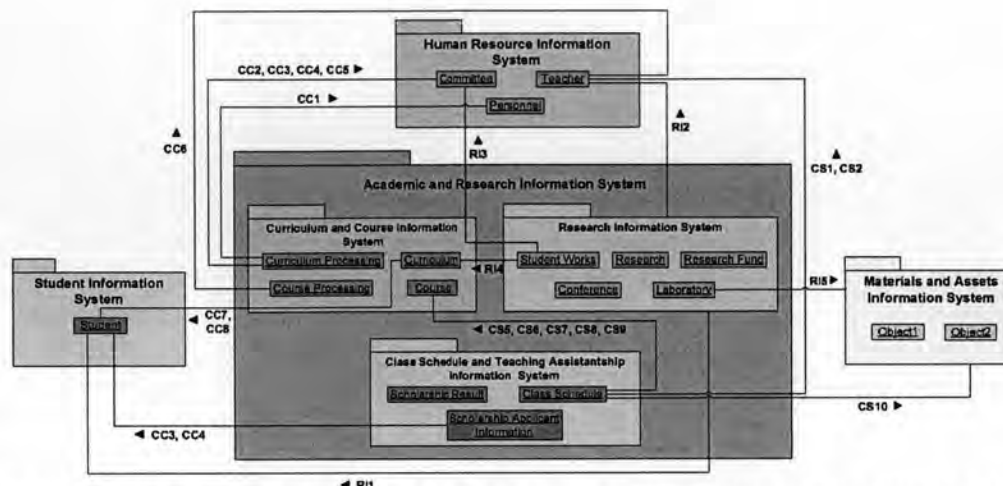 Human Resource Information
System
CC2, CC3, CC4, CC5 ►
Committee
Teacher
CC1 ►
Personnel
▲
CC6
▲
RI3
▲
RI2
▲
CS1, CS2
Academic and Research Information System
Curriculum and Course Information
System
Research Information System
Curriculum Processing
Curriculum
◄ RI4
Student Works
Research
Research Fund
RI5 ►
Course Processing
Course
Conference
Laboratory
Student Information
System
Student
◄ CC7,
CC8
Materials and Assets
Information System
Object1
Object2
◄ CS5, CS6, CS7, CS8, CS9
Class Schedule and Teaching Assistantship
Information System
Scholarship Result
Class Schedule
CS10 ►
Scholarship Applicant
Information
◄ CC3, CC4
◄ RI1